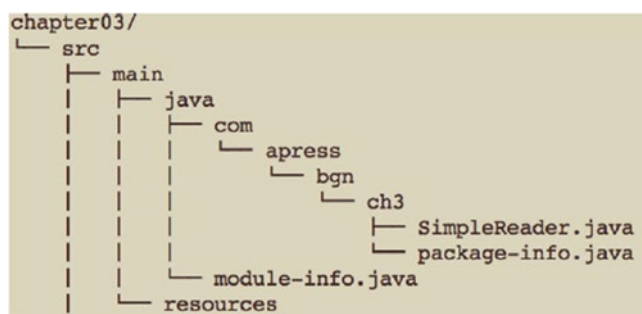 chapter03/
└── src
    ├── main
    │   ├── java
    │   │   ├── com
    │   │   │   └── apress
    │   │   │       └── bgn
    │   │   │           └── ch3
    │   │   │               ├── SimpleReader.java
    │   │   │               └── package-info.java
    │   │   └── module-info.java
    │   └── resources